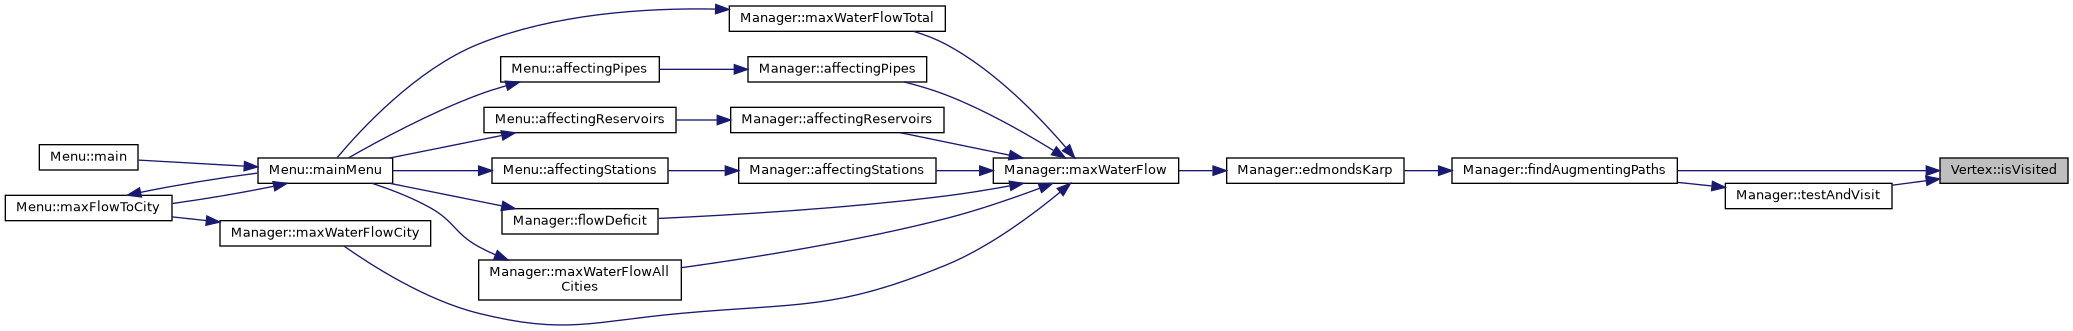 Manager::maxWaterFlowTotal
Menu::affectingPipes
Manager::affectingPipes
Menu::affectingReservoirs
Manager::affectingReservoirs
Menu::main
Menu::mainMenu
Menu::affectingStations
Manager::affectingStations
Manager::maxWaterFlow
Manager::edmondsKarp
Manager::findAugmentingPaths
Vertex::isVisited
Manager::testAndVisit
Menu::maxFlowToCity
Manager::flowDeficit
Manager::maxWaterFlowCity
Manager::maxWaterFlowAll
Cities